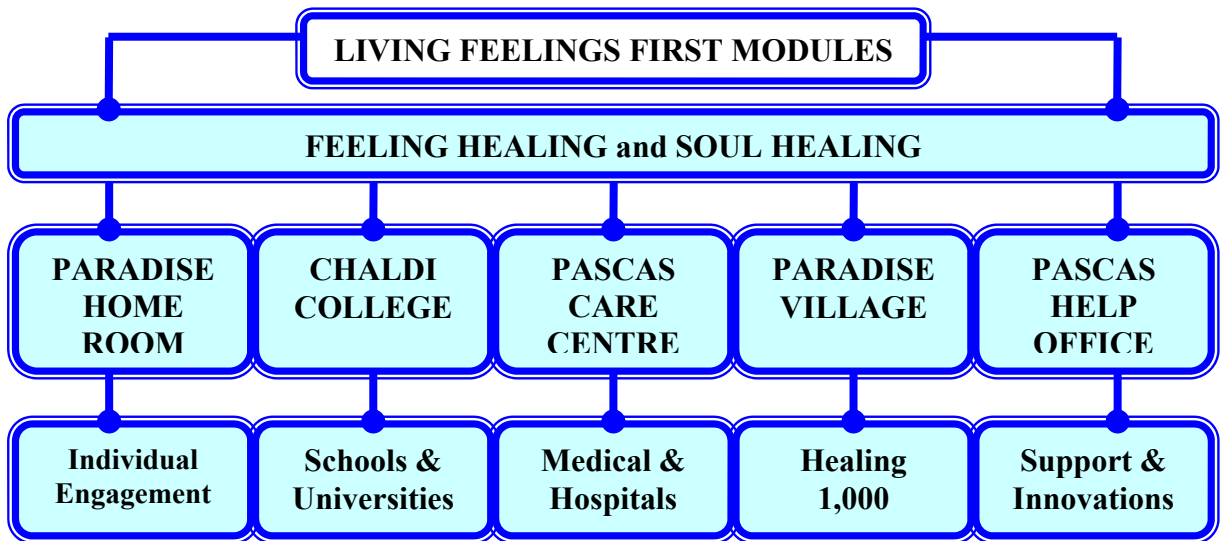 LIVING FEELINGS FIRST MODULES
FEELING HEALING and SOUL HEALING
PARADISE
HOME
ROOM
CHALDI
COLLEGE
PASCAS
CARE
CENTRE
PARADISE
VILLAGE
PASCAS
HELP
OFFICE
Individual
Engagement
Schools &
Universities
Medical &
Hospitals
Healing
1,000
Support &
Innovations